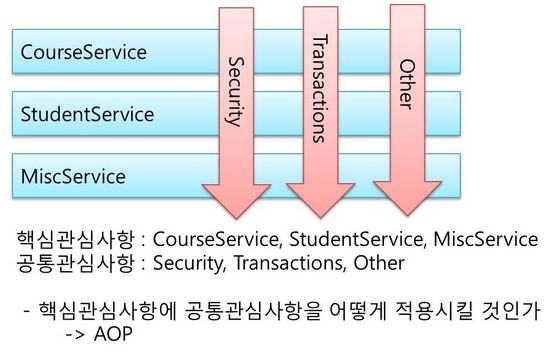 CourseService
StudentService
MiscService
Security
Transactions
Other
핵심관심사항 : CourseService, StudentService, MiscService
공통관심사항 : Security, Transactions, Other
- 핵심관심사항에 공통관심사항을 어떻게 적용시킬 것인가
-> AOP